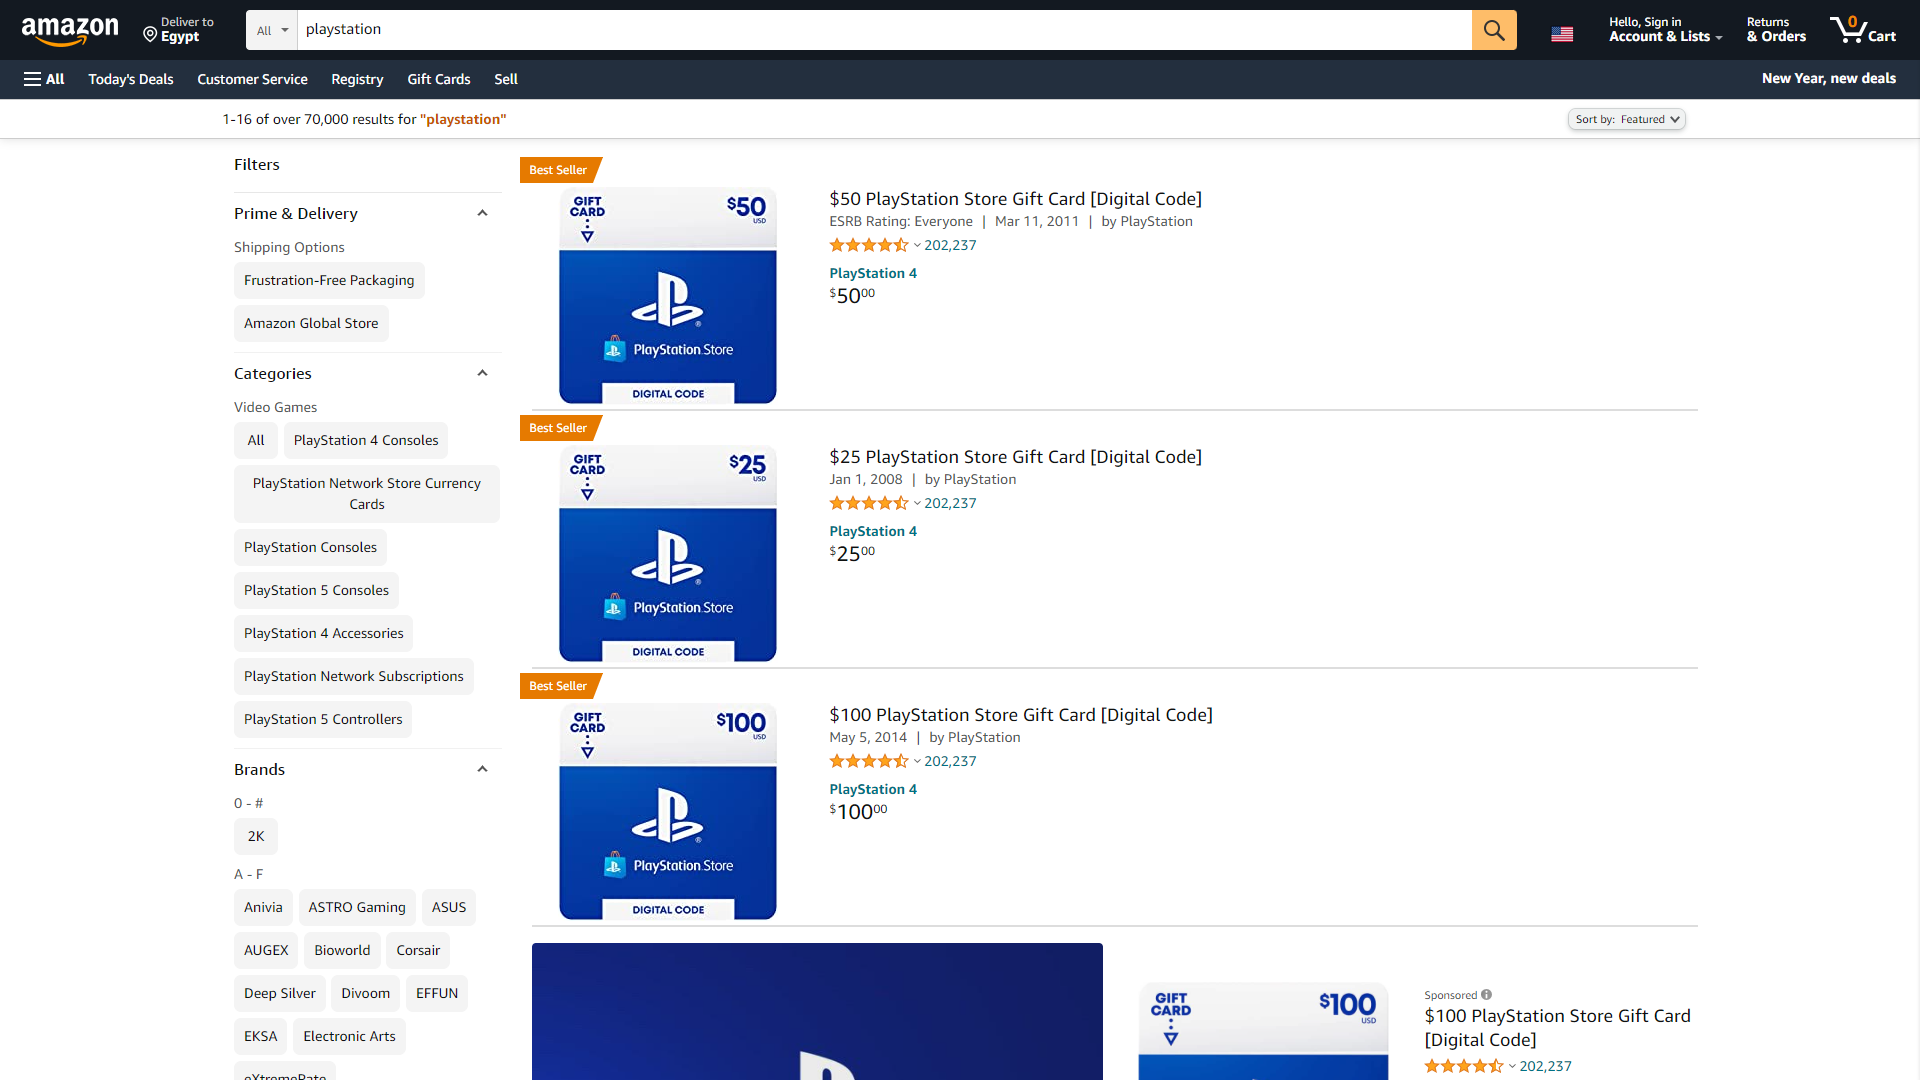 amazon
Deliver to
Egypt
All
playstation
Hello, Sign in
Account & Lists
Returns
& Orders
0
Cart
All
Today's Deals
Customer Service
Registry
Gift Cards
Sell
New Year, new deals
1-16 of over 70,000 results for "playstation"
Sort by: Featured
Filters
Prime & Delivery
Shipping Options
Frustration-Free Packaging
Amazon Global Store
Categories
Video Games
All
PlayStation 4 Consoles
PlayStation Network Store Currency
Cards
PlayStation Consoles
PlayStation 5 Consoles
PlayStation 4 Accessories
PlayStation Network Subscriptions
PlayStation 5 Controllers
Brands
0 - #
2K
A - F
Anivia
ASTRO Gaming
ASUS
AUGEX
Bioworld
Corsair
Deep Silver
Divoom
EFFUN
EKSA
Electronic Arts
eXtremeRate
Best Seller
GIFT
CARD
$50
USD
PlayStation Store
DIGITAL CODE
$50 PlayStation Store Gift Card [Digital Code]
ESRB Rating: Everyone | Mar 11, 2011 | by PlayStation
202,237
PlayStation 4
$5000
Best Seller
GIFT
CARD
$25
USD
PlayStation Store
DIGITAL CODE
$25 PlayStation Store Gift Card [Digital Code]
Jan 1, 2008 | by PlayStation
202,237
PlayStation 4
$2500
Best Seller
GIFT
CARD
$100
USD
PlayStation Store
DIGITAL CODE
$100 PlayStation Store Gift Card [Digital Code]
May 5, 2014 | by PlayStation
202,237
PlayStation 4
$10000
GIFT
CARD
$100
USD
Sponsored
$100 PlayStation Store Gift Card
[Digital Code]
202,237